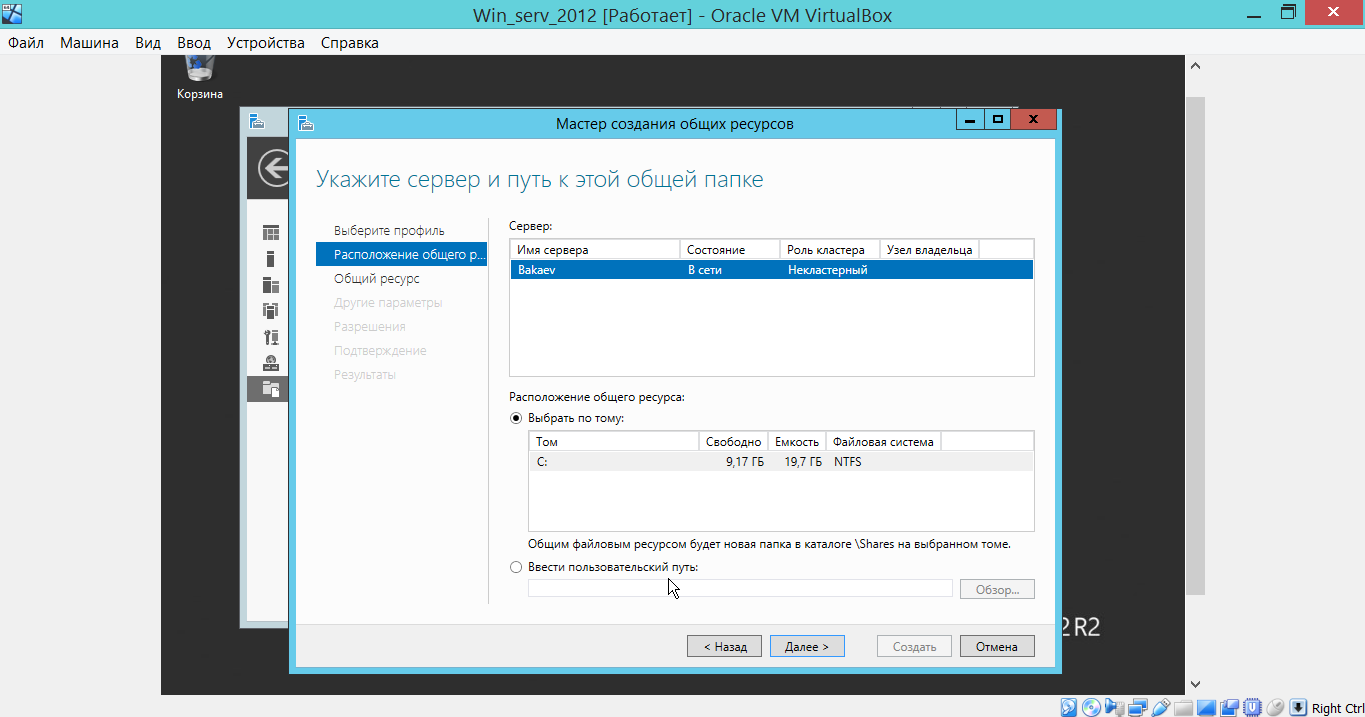 Win_serv_2012 [Работает] - Oracle VM VirtualBox
Файл Машина Вид Ввод Устройства Справка
Корзина
Мастер создания общих ресурсов
Укажите сервер и путь к этой общей папке
Выберите профиль
Расположение общего р...
Общий ресурс
Другие параметры
Разрешения
Подтверждение
Результаты
Сервер:
Имя сервера Состояние Роль кластера Узел владельца
Bakaev В сети Некластерный
Расположение общего ресурса:
Выбрать по тому:
Том Свободно Емкость Файловая система
C: 9,17 ГБ 19,7 ГБ NTFS
Общим файловым ресурсом будет новая папка в каталоге \Shares на выбранном томе.
Ввести пользовательский путь:
Обзор...
< Назад Далее > Создать Отмена
2 R2
Right Ctrl